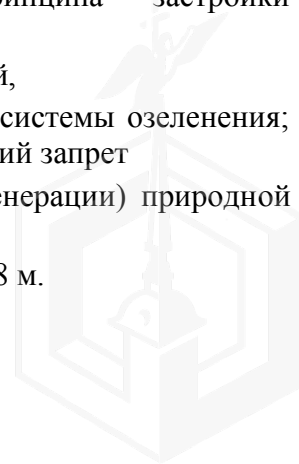 застройки
й,
системы озеленения;
ий запрет
енерации) природной
8 м.